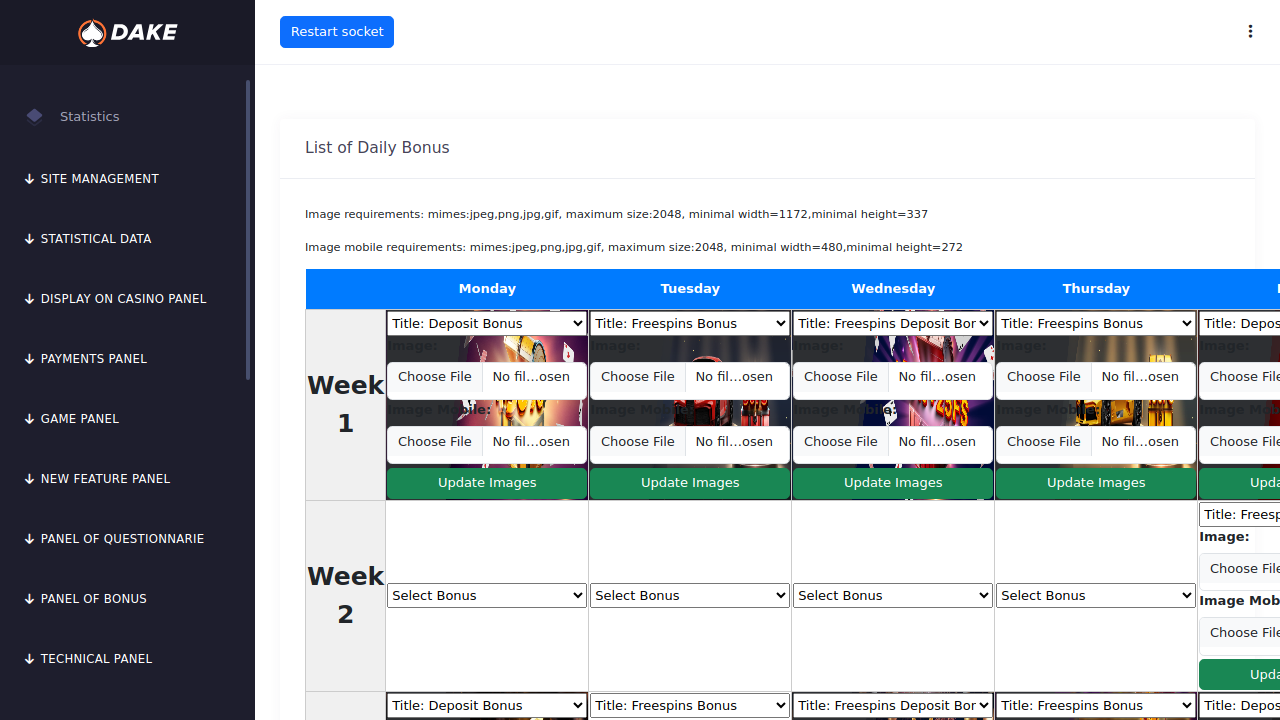 DAKE
Restart socket
Statistics
SITE MANAGEMENT
STATISTICAL DATA
DISPLAY ON CASINO PANEL
PAYMENTS PANEL
GAME PANEL
NEW FEATURE PANEL
PANEL OF QUESTIONNARIE
PANEL OF BONUS
TECHNICAL PANEL
List of Daily Bonus
Image requirements: mimes:jpeg,png,jpg,gif, maximum size:2048, minimal width=1172,minimal height=337
Image mobile requirements: mimes:jpeg,png,jpg,gif, maximum size:2048, minimal width=480,minimal height=272
Monday Tuesday Wednesday Thursday
Week 1
Title: Deposit Bonus Title: Freespins Bonus Title: Freespins Deposit Bor Title: Freespins Bonus Title: Depos
Image: Image: Image: Image: Image:
Choose File No fil...osen Choose File No fil...osen Choose File No fil...osen Choose File No fil...osen Choose File
Image Mobile: Image Mobile: Image Mobile: Image Mobile: Image Mob
Choose File No fil...osen Choose File No fil...osen Choose File No fil...osen Choose File No fil...osen Choose File
Update Images Update Images Update Images Update Images Upda
Week 2
Select Bonus Select Bonus Select Bonus Select Bonus
Title: Freesp
Image:
Choose File
Image Mob
Choose File
Upda
Title: Deposit Bonus Title: Freespins Bonus Title: Freespins Deposit Bor Title: Freespins Bonus Title: Depos